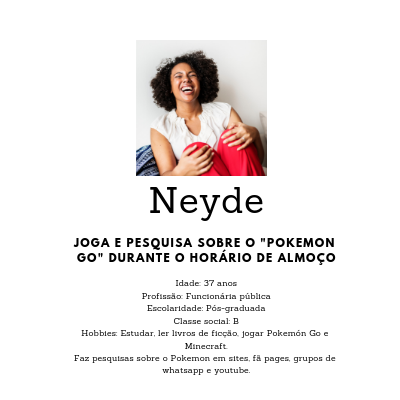 Neyde
JOGA E PESQUISA SOBRE O "POKEMON
GO" DURANTE O HORÁRIO DE ALMOÇO
Idade: 37 anos
Profissão: Funcionária pública
Escolaridade: Pós-graduada
Classe social: B
Hobbies: Estudar, ler livros de ficção, jogar Pokemón Go e
Minecraft.
Faz pesquisas sobre o Pokemon em sites, fã pages, grupos de
whatsapp e youtube.